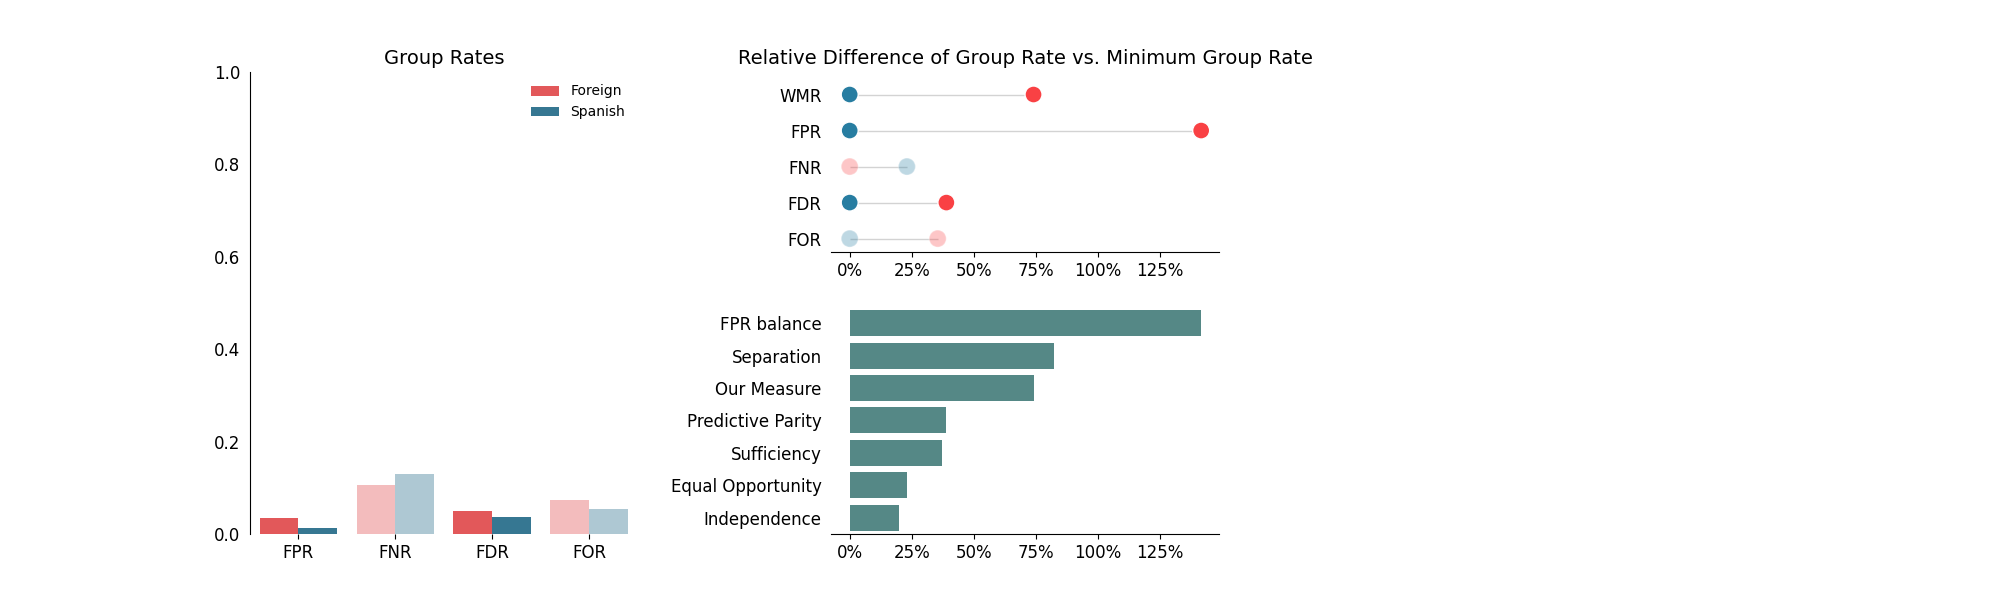 Group Rates
1.0
0.8
0.6
0.4
0.2
0.0
Foreign
Spanish
FPR FNR FDR FOR
Relative Difference of Group Rate vs. Minimum Group Rate
WMR
FPR
FNR
FDR
FOR
0% 25% 50% 75% 100% 125%
FPR balance
Separation
Our Measure
Predictive Parity
Sufficiency
Equal Opportunity
Independence
0% 25% 50% 75% 100% 125%